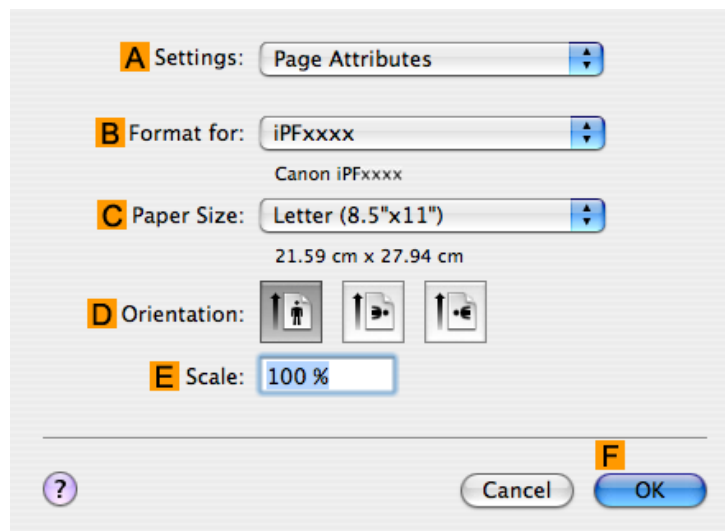 A Settings: Page Attributes
B Format for: iPFxxxx
Canon iPFxxxx
C Paper Size: Letter (8.5"x11")
21.59 cm x 27.94 cm
D Orientation:
E Scale: 100 %
F
? Cancel OK